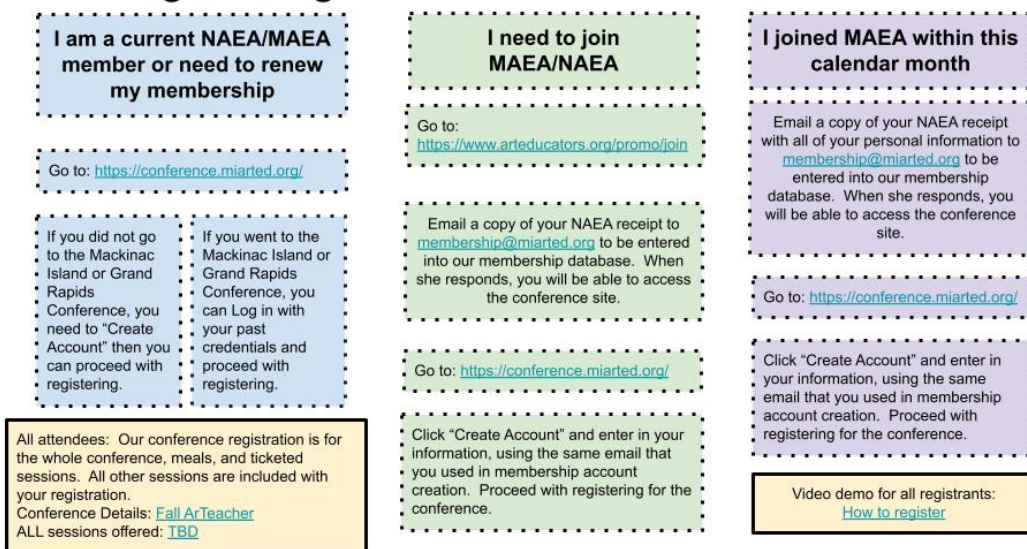 I am a current NAEA/MAEA
member or need to renew
my membership
Go to: https://conference.miarted.org/
If you did not go
to the Mackinac
Island or Grand
Rapids
Conference, you
need to “Create
Account” then you
can proceed with
registering.
If you went to the
Mackinac Island or
Grand Rapids
Conference, you
can Log in with
your past
credentials and
proceed with
registering.
All attendees: Our conference registration is for
the whole conference, meals, and ticketed
sessions. All other sessions are included with
your registration.
Conference Details: Fall ArTeacher
ALL sessions offered: TBD
I need to join
MAEA/NAEA
Go to:
https://www.arteducators.org/promo/join
Email a copy of your NAEA receipt to
membership@miarted.org to be entered
into our membership database. When
she responds, you will be able to access
the conference site.
Go to: https://conference.miarted.org/
Click “Create Account” and enter in your
information, using the same email that
you used in membership account
creation. Proceed with registering for the
conference.
I joined MAEA within this
calendar month
Email a copy of your NAEA receipt
with all of your personal information to
membership@miarted.org to be
entered into our membership
database. When she responds, you
will be able to access the conference
site.
Go to: https://conference.miarted.org/
Click “Create Account” and enter in
your information, using the same
email that you used in membership
account creation. Proceed with
registering for the conference.
Video demo for all registrants:
How to register